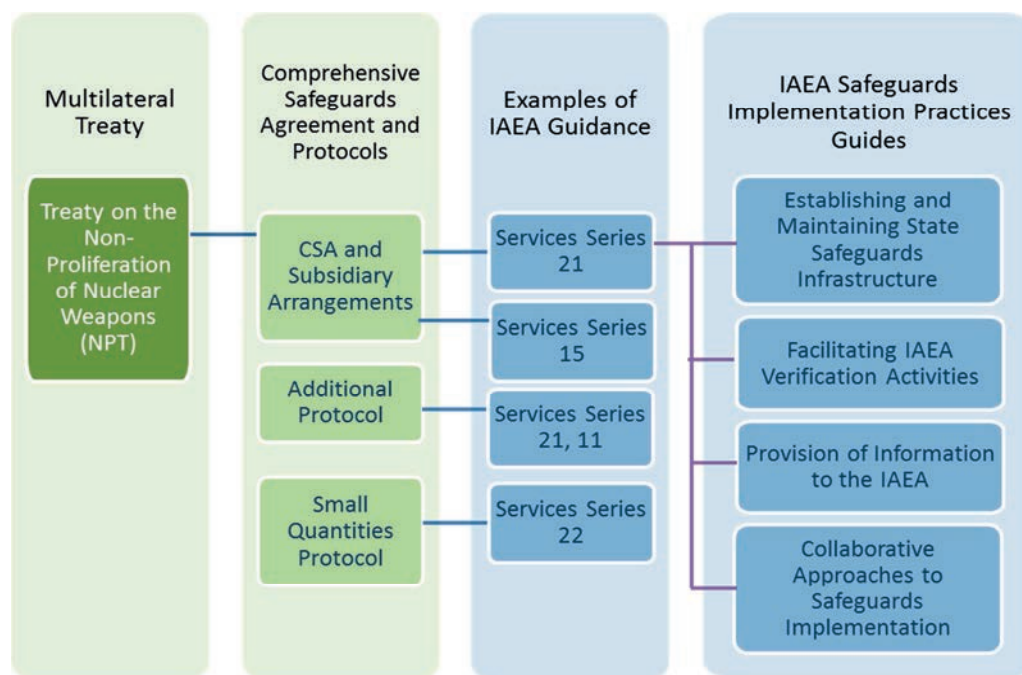 Multilateral
Treaty
Treaty on the
Non-
Proliferation
of Nuclear
Weapons
(NPT)
Comprehensive
Safeguards
Agreement and
Protocols
CSA and
Subsidiary
Arrangements
Additional
Protocol
Small
Quantities
Protocol
Examples of
IAEA Guidance
Services Series
21
Services Series
15
Services Series
21, 11
Services Series
22
IAEA Safeguards
Implementation Practices
Guides
Establishing and
Maintaining State
Safeguards
Infrastructure
Facilitating IAEA
Verification Activities
Provision of Information
to the IAEA
Collaborative
Approaches to
Safeguards
Implementation